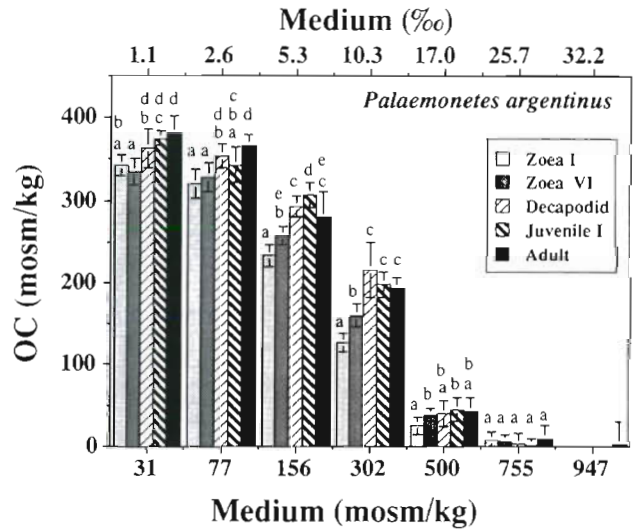 Medium (‰)
1.1 2.6 5.3 10.3 17.0 25.7 32.2
Palaemonetes argentinus
OC (mosm/kg)
400
300
200
100
0
b a
a
d b
d c
d
a
a
d b
c b a
d
a
e b
c
d
e c
a
b
c
c
c
a
b
a
b
b a
a
a
a
a
a
Zoea I
Zoea VI
Decapodid
Juvenile I
Adult
31 77 156 302 500 755 947
Medium (mosm/kg)